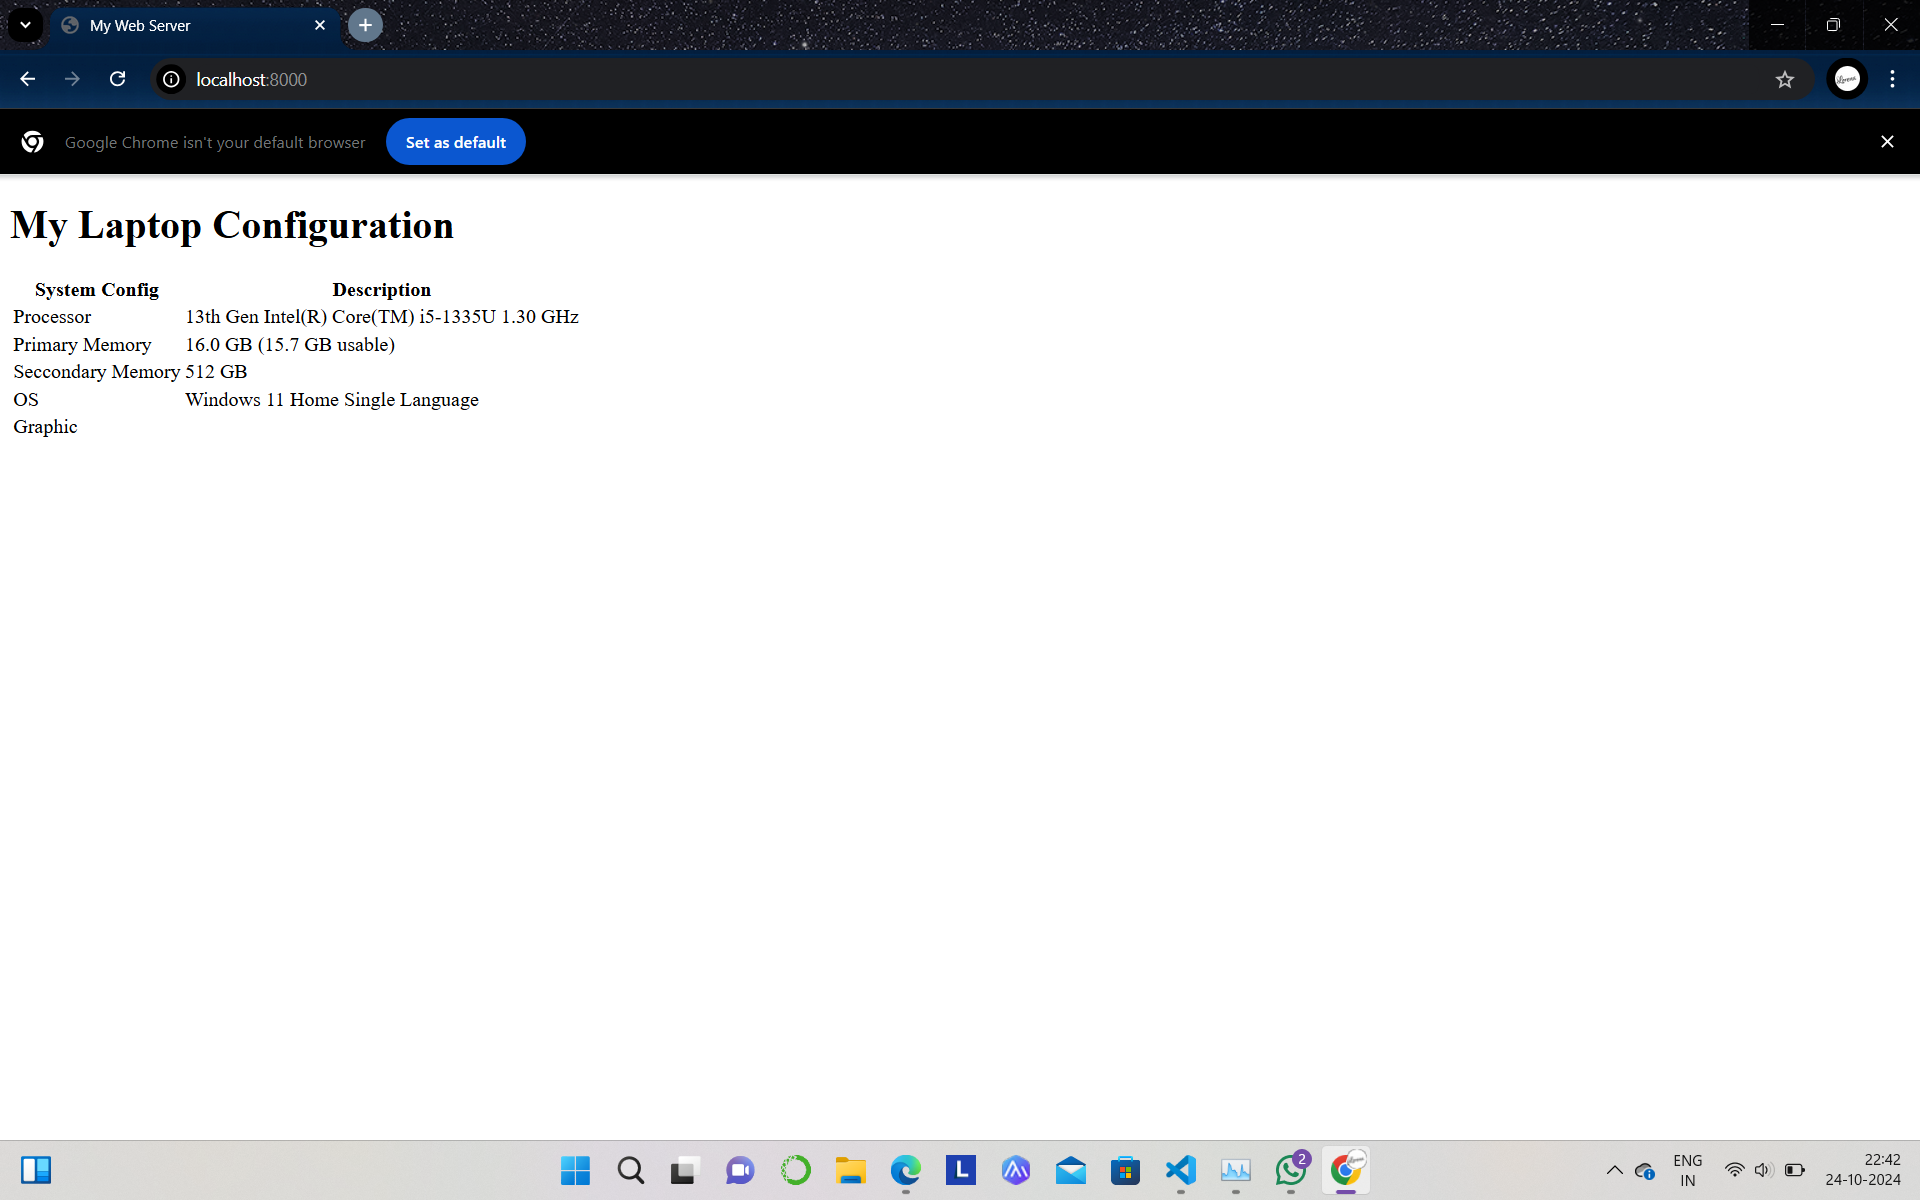 My Web Server
localhost:8000
Google Chrome isn't your default browser Set as default
My Laptop Configuration
System Config Description
Processor 13th Gen Intel(R) Core(TM) i5-1335U 1.30 GHz
Primary Memory 16.0 GB (15.7 GB usable)
Seccondary Memory 512 GB
OS Windows 11 Home Single Language
Graphic
L
2
ENG
IN
22:42
24-10-2024